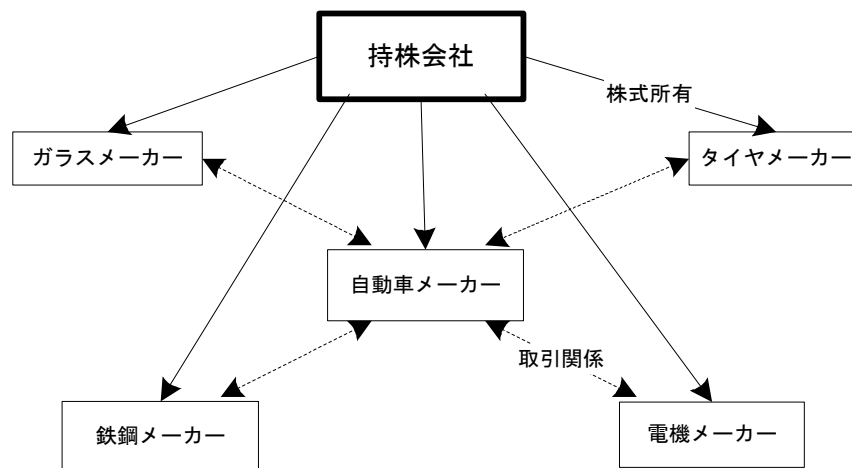 持株会社
株式所有
ガラスメーカー
タイヤメーカー
自動車メーカー
取引関係
鉄鋼メーカー
電機メーカー